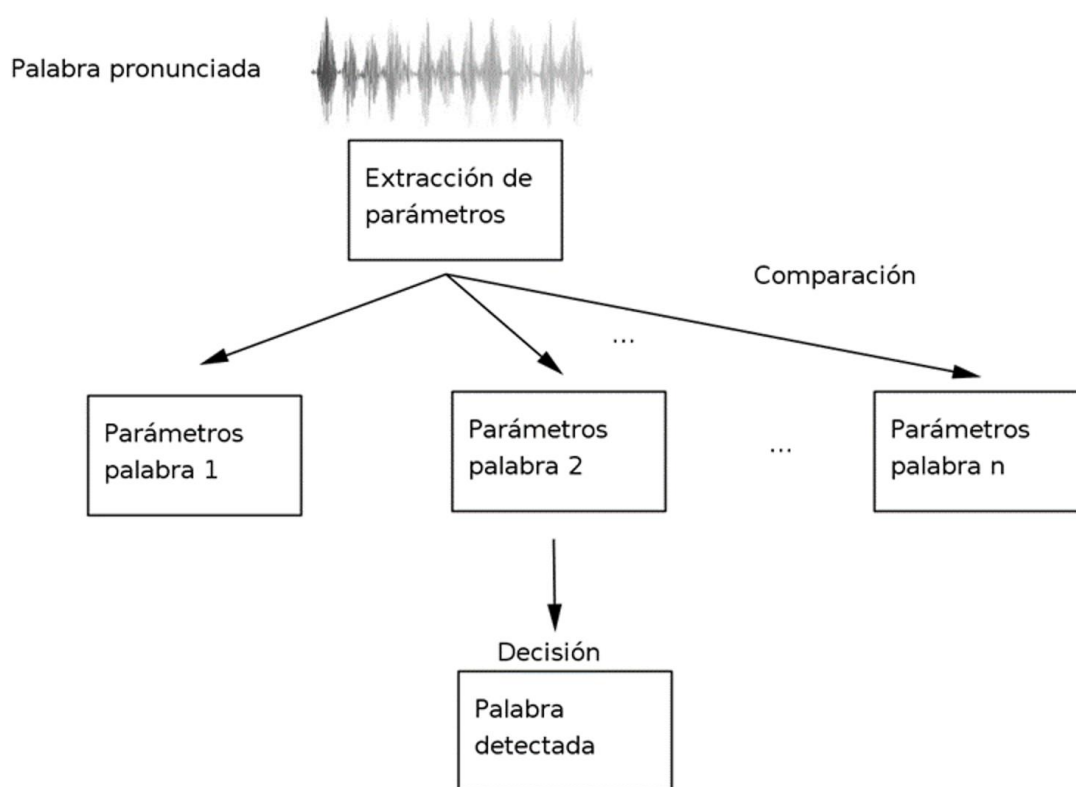 Palabra pronunciada
Extracción de
parámetros
Comparación
...
Parámetros
palabra 1
Parámetros
palabra 2
...
Parámetros
palabra n
Decisión
Palabra
detectada